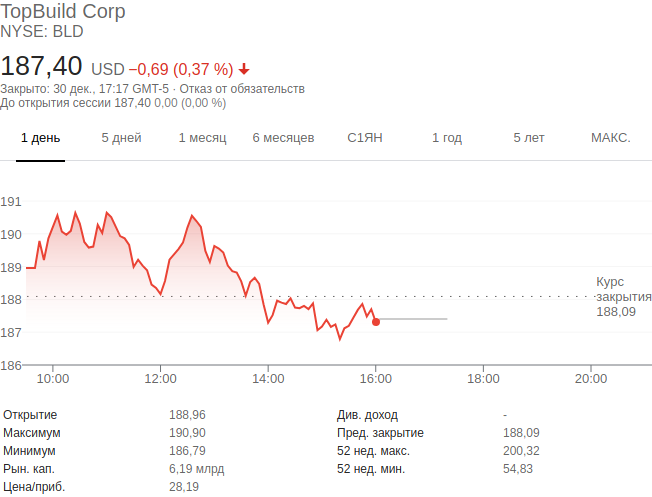 TopBuild Corp
NYSE: BLD
187,40 USD −0,69 (0,37 %)
Закрыто: 30 дек., 17:17 GMT-5 · Отказ от обязательств
До открытия сессии 187,40 0,00 (0,00 %)
1 день 5 дней 1 месяц 6 месяцев С1ЯН 1 год 5 лет МАКС.
191
190
189
188
187
186
Курс
закрытия
188,09
10:00 12:00 14:00 16:00 18:00 20:00
Открытие 188,96 Див. доход -
Максимум 190,90 Пред. закрытие 188,09
Минимум 186,79 52 нед. макс. 200,32
Рын. кап. 6,19 млрд 52 нед. мин. 54,83
Цена/приб. 28,19